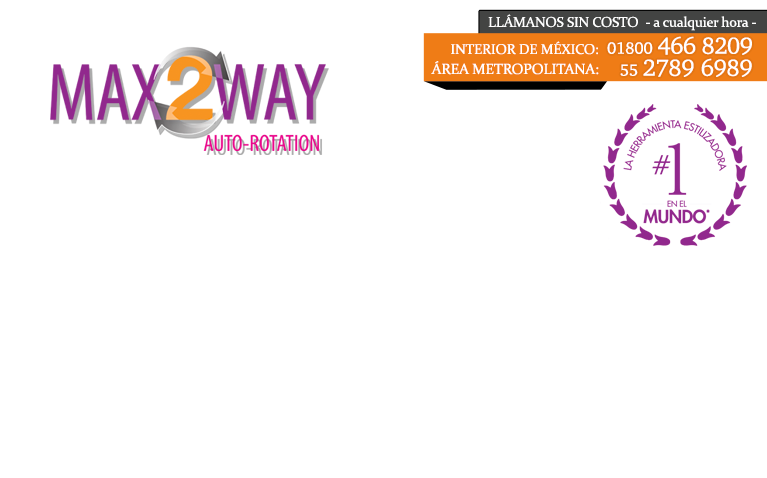 LLÁMANOS SIN COSTO - a cualquier hora -
INTERIOR DE MÉXICO: 01800 466 8209
ÁREA METROPOLITANA: 55 2789 6989
MAX2WAY
AUTO-ROTATION
LA HERRAMIENTA ESTILIZADORA
#1
EN EL
MUNDO*